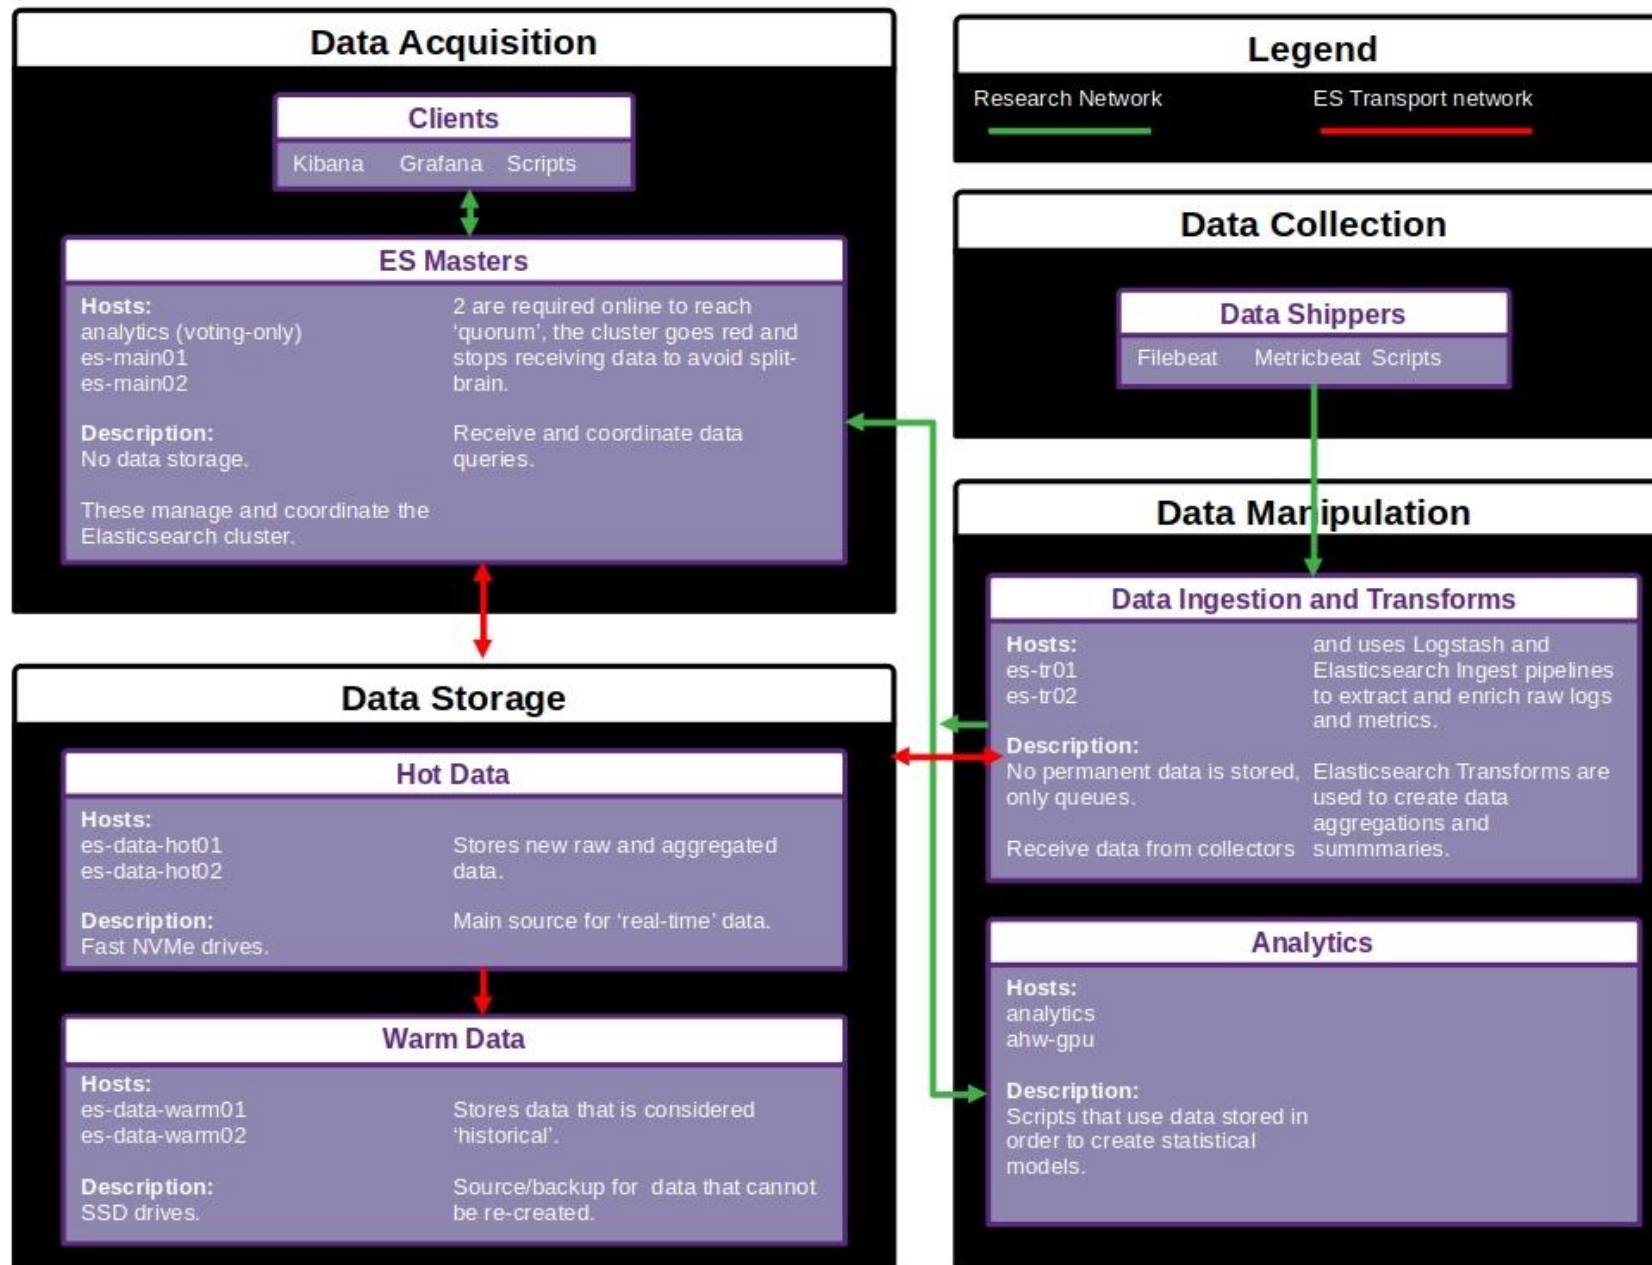 Data Acquisition
Clients
Kibana Grafana Scripts
ES Masters
Hosts:
analytics (voting-only)
es-main01
es-main02
Description:
No data storage.
These manage and coordinate the
Elasticsearch cluster.
2 are required online to reach
‘quorum’, the cluster goes red and
stops receiving data to avoid split-
brain.
Receive and coordinate data
queries.
Data Storage
Hot Data
Hosts:
es-data-hot01
es-data-hot02
Description:
Fast NVMe drives.
Stores new raw and aggregated
data.
Main source for ‘real-time’ data.
Warm Data
Hosts:
es-data-warm01
es-data-warm02
Description:
SSD drives.
Stores data that is considered
‘historical’.
Source/backup for data that cannot
be re-created.
Legend
Research Network
ES Transport network
Data Collection
Data Shippers
Filebeat Metricbeat Scripts
Data Manipulation
Data Ingestion and Transforms
Hosts:
es-tr01
es-tr02
Description:
No permanent data is stored,
only queues.
Receive data from collectors
and uses Logstash and
Elasticsearch Ingest pipelines
to extract and enrich raw logs
and metrics.
Elasticsearch Transforms are
used to create data
aggregations and
summmaries.
Analytics
Hosts:
analytics
ahw-gpu
Description:
Scripts that use data stored in
order to create statistical
models.